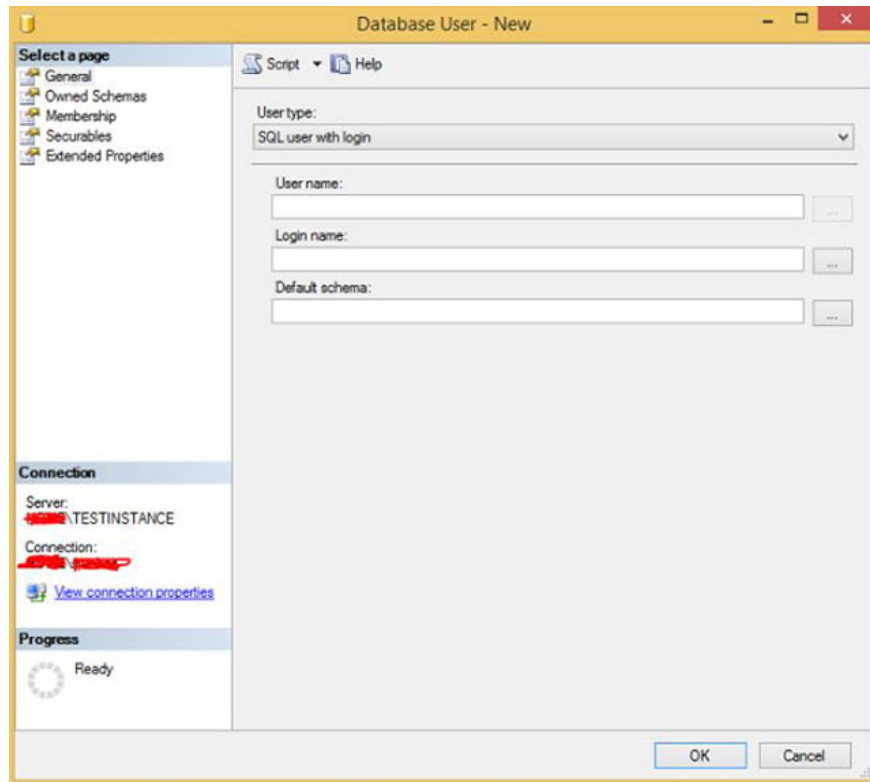 Database User - New
Select a page
General
Owned Schemas
Membership
Securables
Extended Properties
Script Help
User type:
SQL user with login
User name:
...
Login name:
...
Default schema:
...
Connection
Server:
\TESTINSTANCE
Connection:
View connection properties
Progress
Ready
OK Cancel